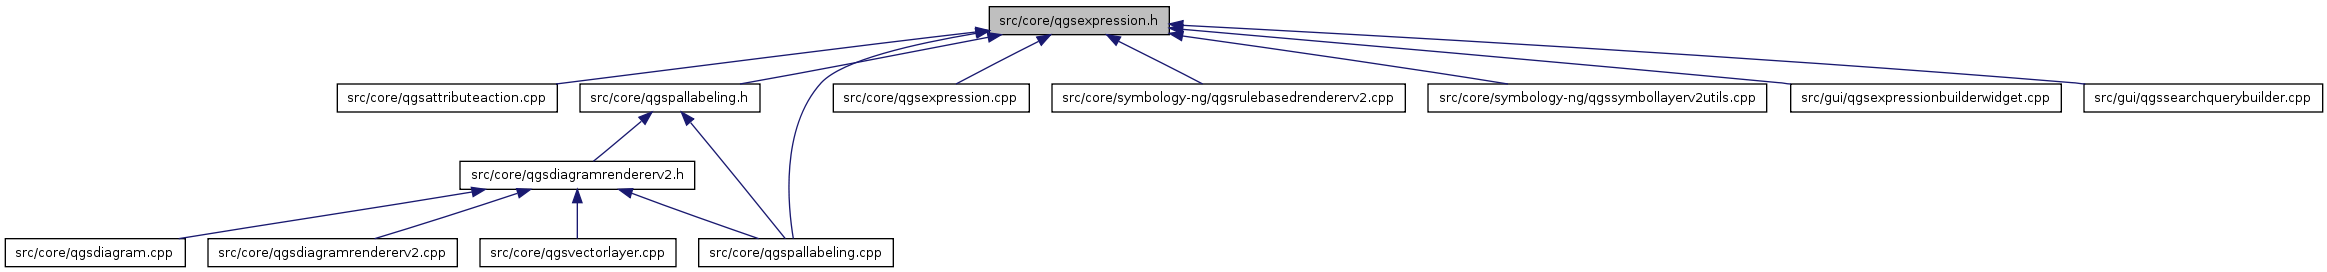 src/core/qgsexpression.h
src/core/qgsattributeaction.cpp
src/core/qgspallabeling.h
src/core/qgsexpression.cpp
src/core/symbology-ng/qgsrulebasedrendererv2.cpp
src/core/symbology-ng/qgssymbollayerv2utils.cpp
src/gui/qgsexpressionbuilderwidget.cpp
src/gui/qgssearchquerybuilder.cpp
src/core/qgsdiagramrendererv2.h
src/core/qgsdiagram.cpp
src/core/qgsdiagramrendererv2.cpp
src/core/qgsvectorlayer.cpp
src/core/qgspallabeling.cpp